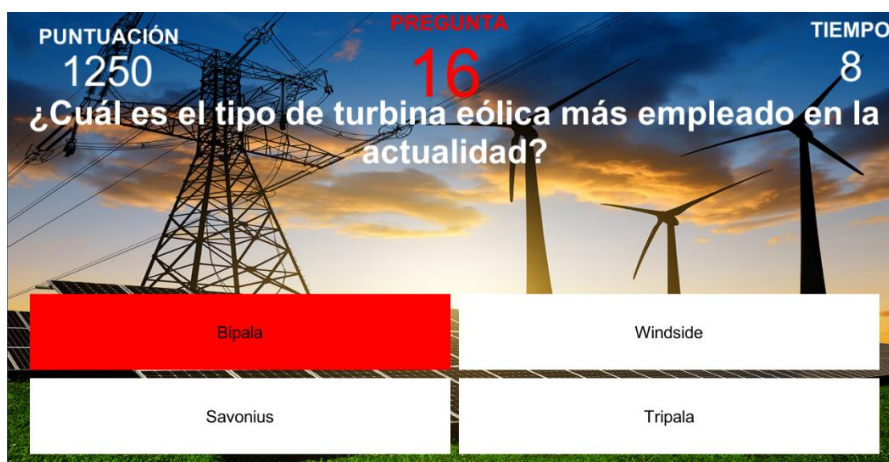 PUNTUACIÓN
PREGUNTA
TIEMPO
1250
16
8
¿Cuál es el tipo de turbina eólica más empleado en la
actualidad?
Bipala
Windside
Savonius
Tripala